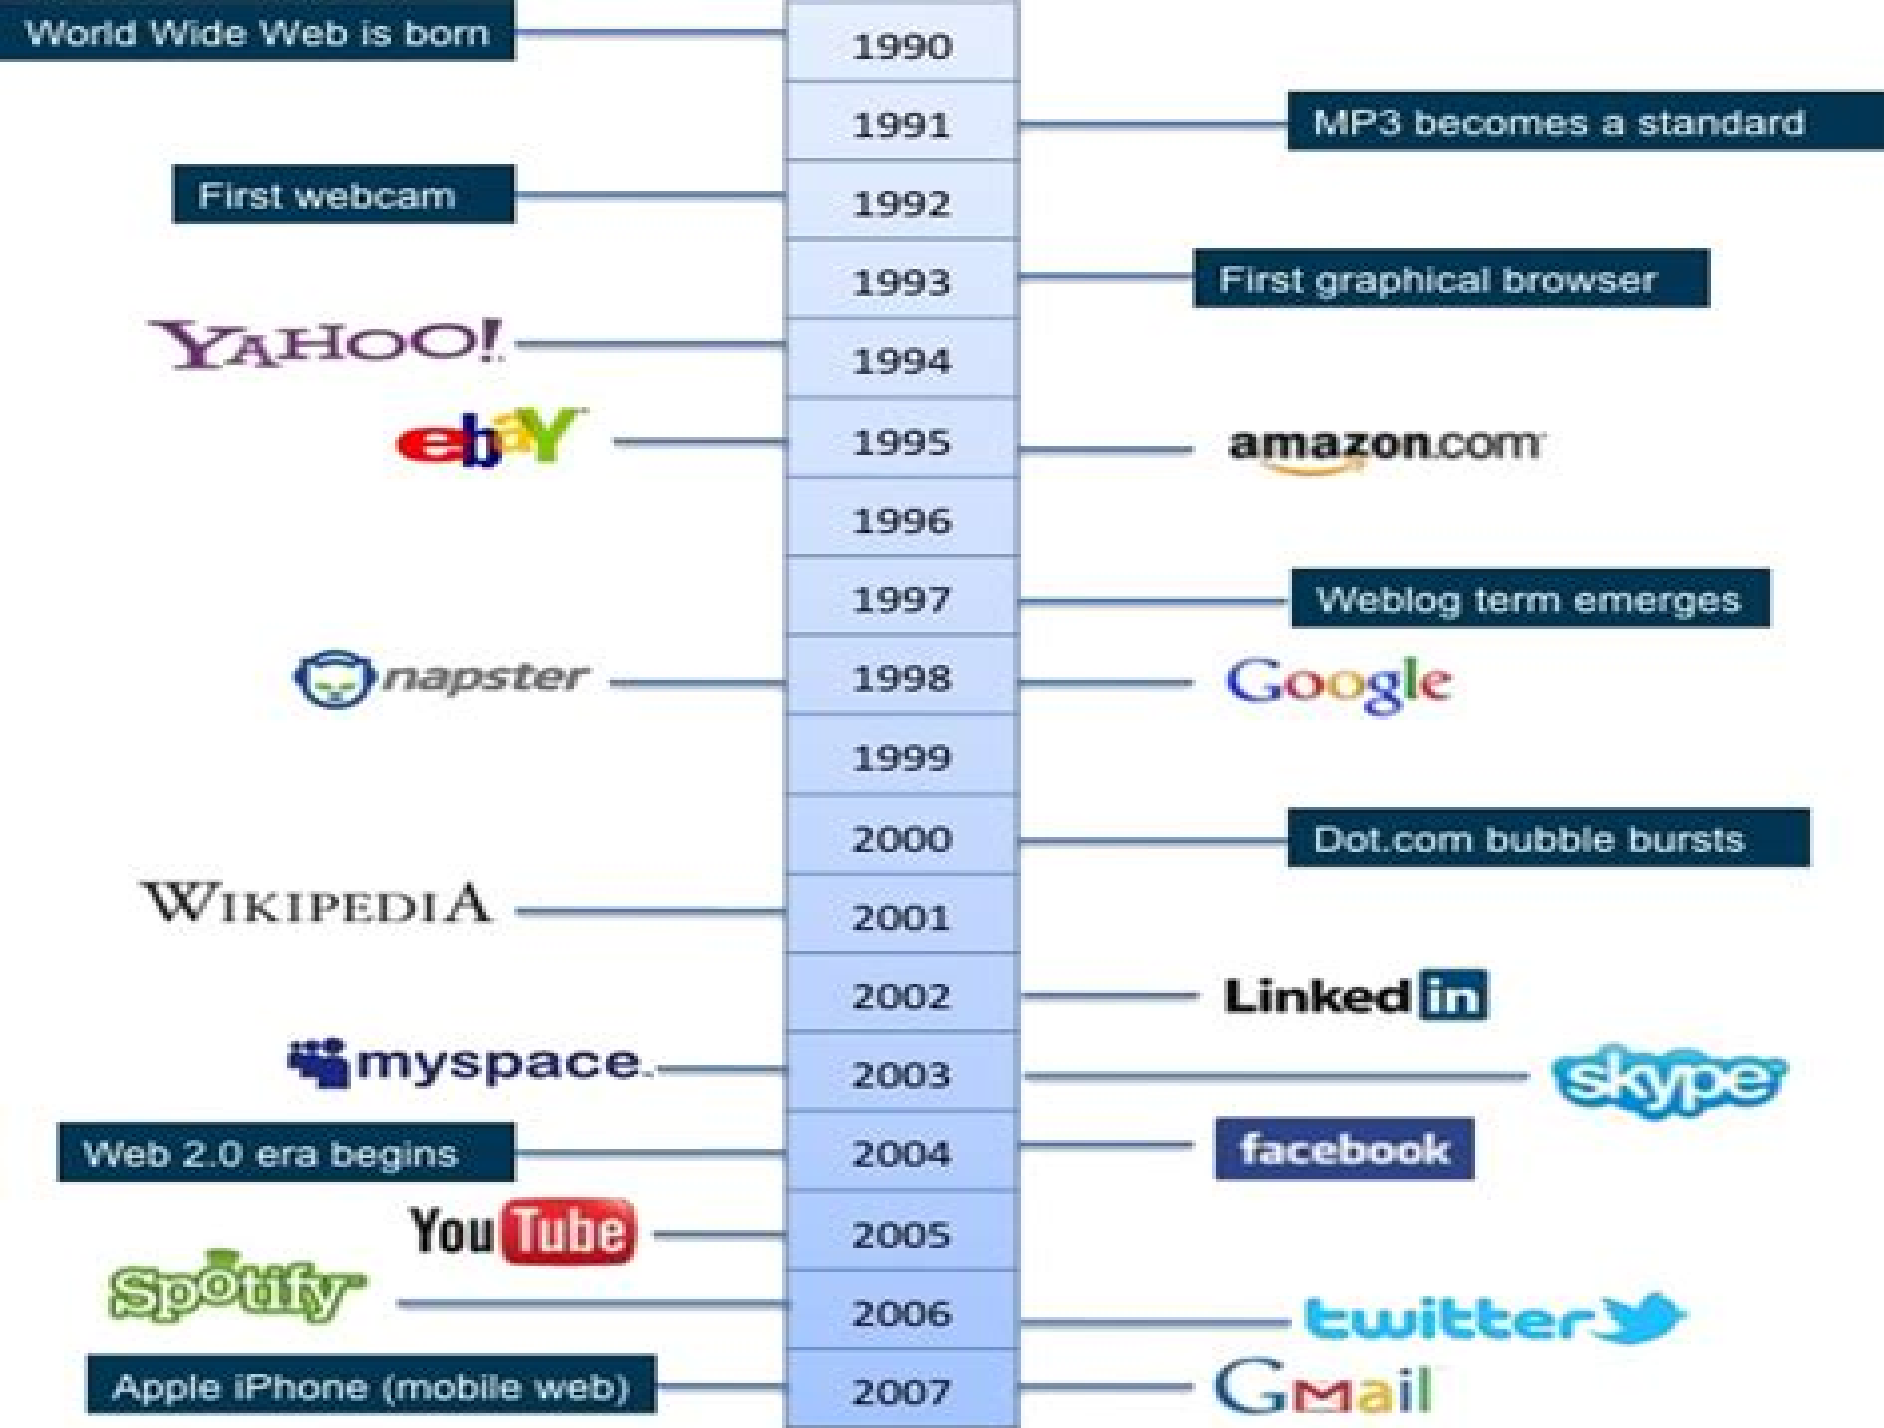 World Wide Web is born
1990
1991
MP3 becomes a standard
First webcam
1992
1993
First graphical browser
YAHOO!
1994
ebaY
1995
amazon.com
1996
1997
Weblog term emerges
napster
1998
Google
1999
2000
Dot.com bubble bursts
WIKIPEDIA
2001
2002
Linked in
myspace.
2003
skype
Web 2.0 era begins
2004
facebook
YouTube
2005
Spotify
2006
twitter
Apple iPhone (mobile web)
2007
GMail